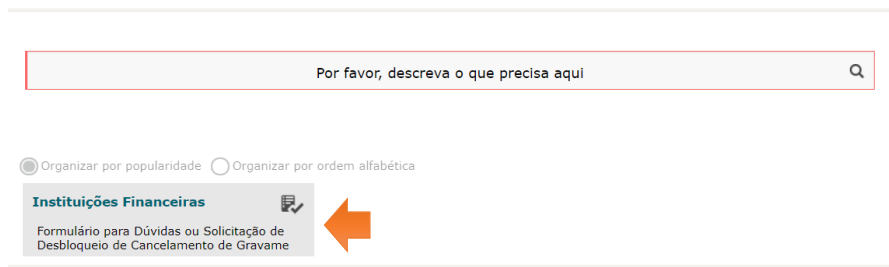 Por favor, descreva o que precisa aqui
Organizar por popularidade Organizar por ordem alfabética
Instituições Financeiras
Formulário para Dúvidas ou Solicitação de
Desbloqueio de Cancelamento de Gravame